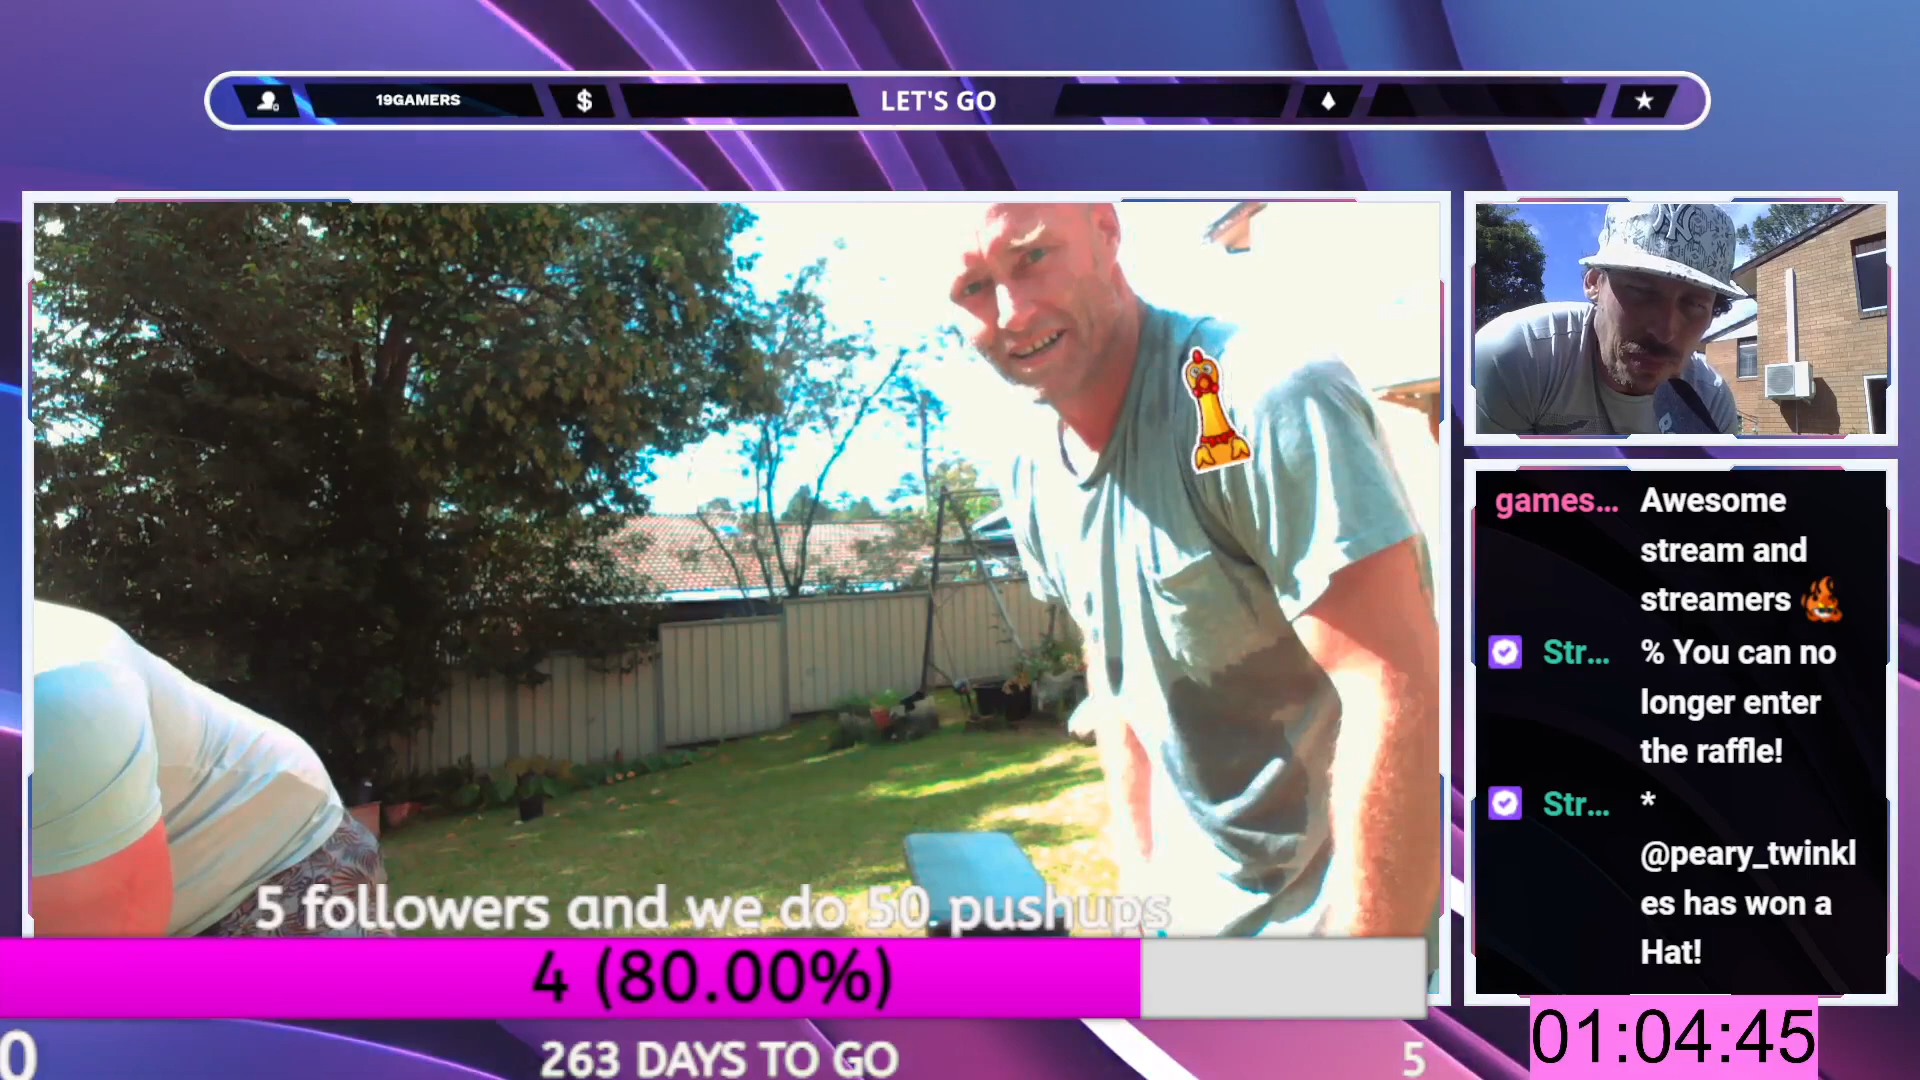 19GAMERS
$
LET'S GO
NY
games...
Awesome
stream and
streamers
Str...
% You can no
longer enter
the raffle!
Str...
*
@peary_twinkl
es has won a
Hat!
5 followers and we do 50 pushups
4 (80.00%)
0
263 DAYS TO GO
5
01:04:45